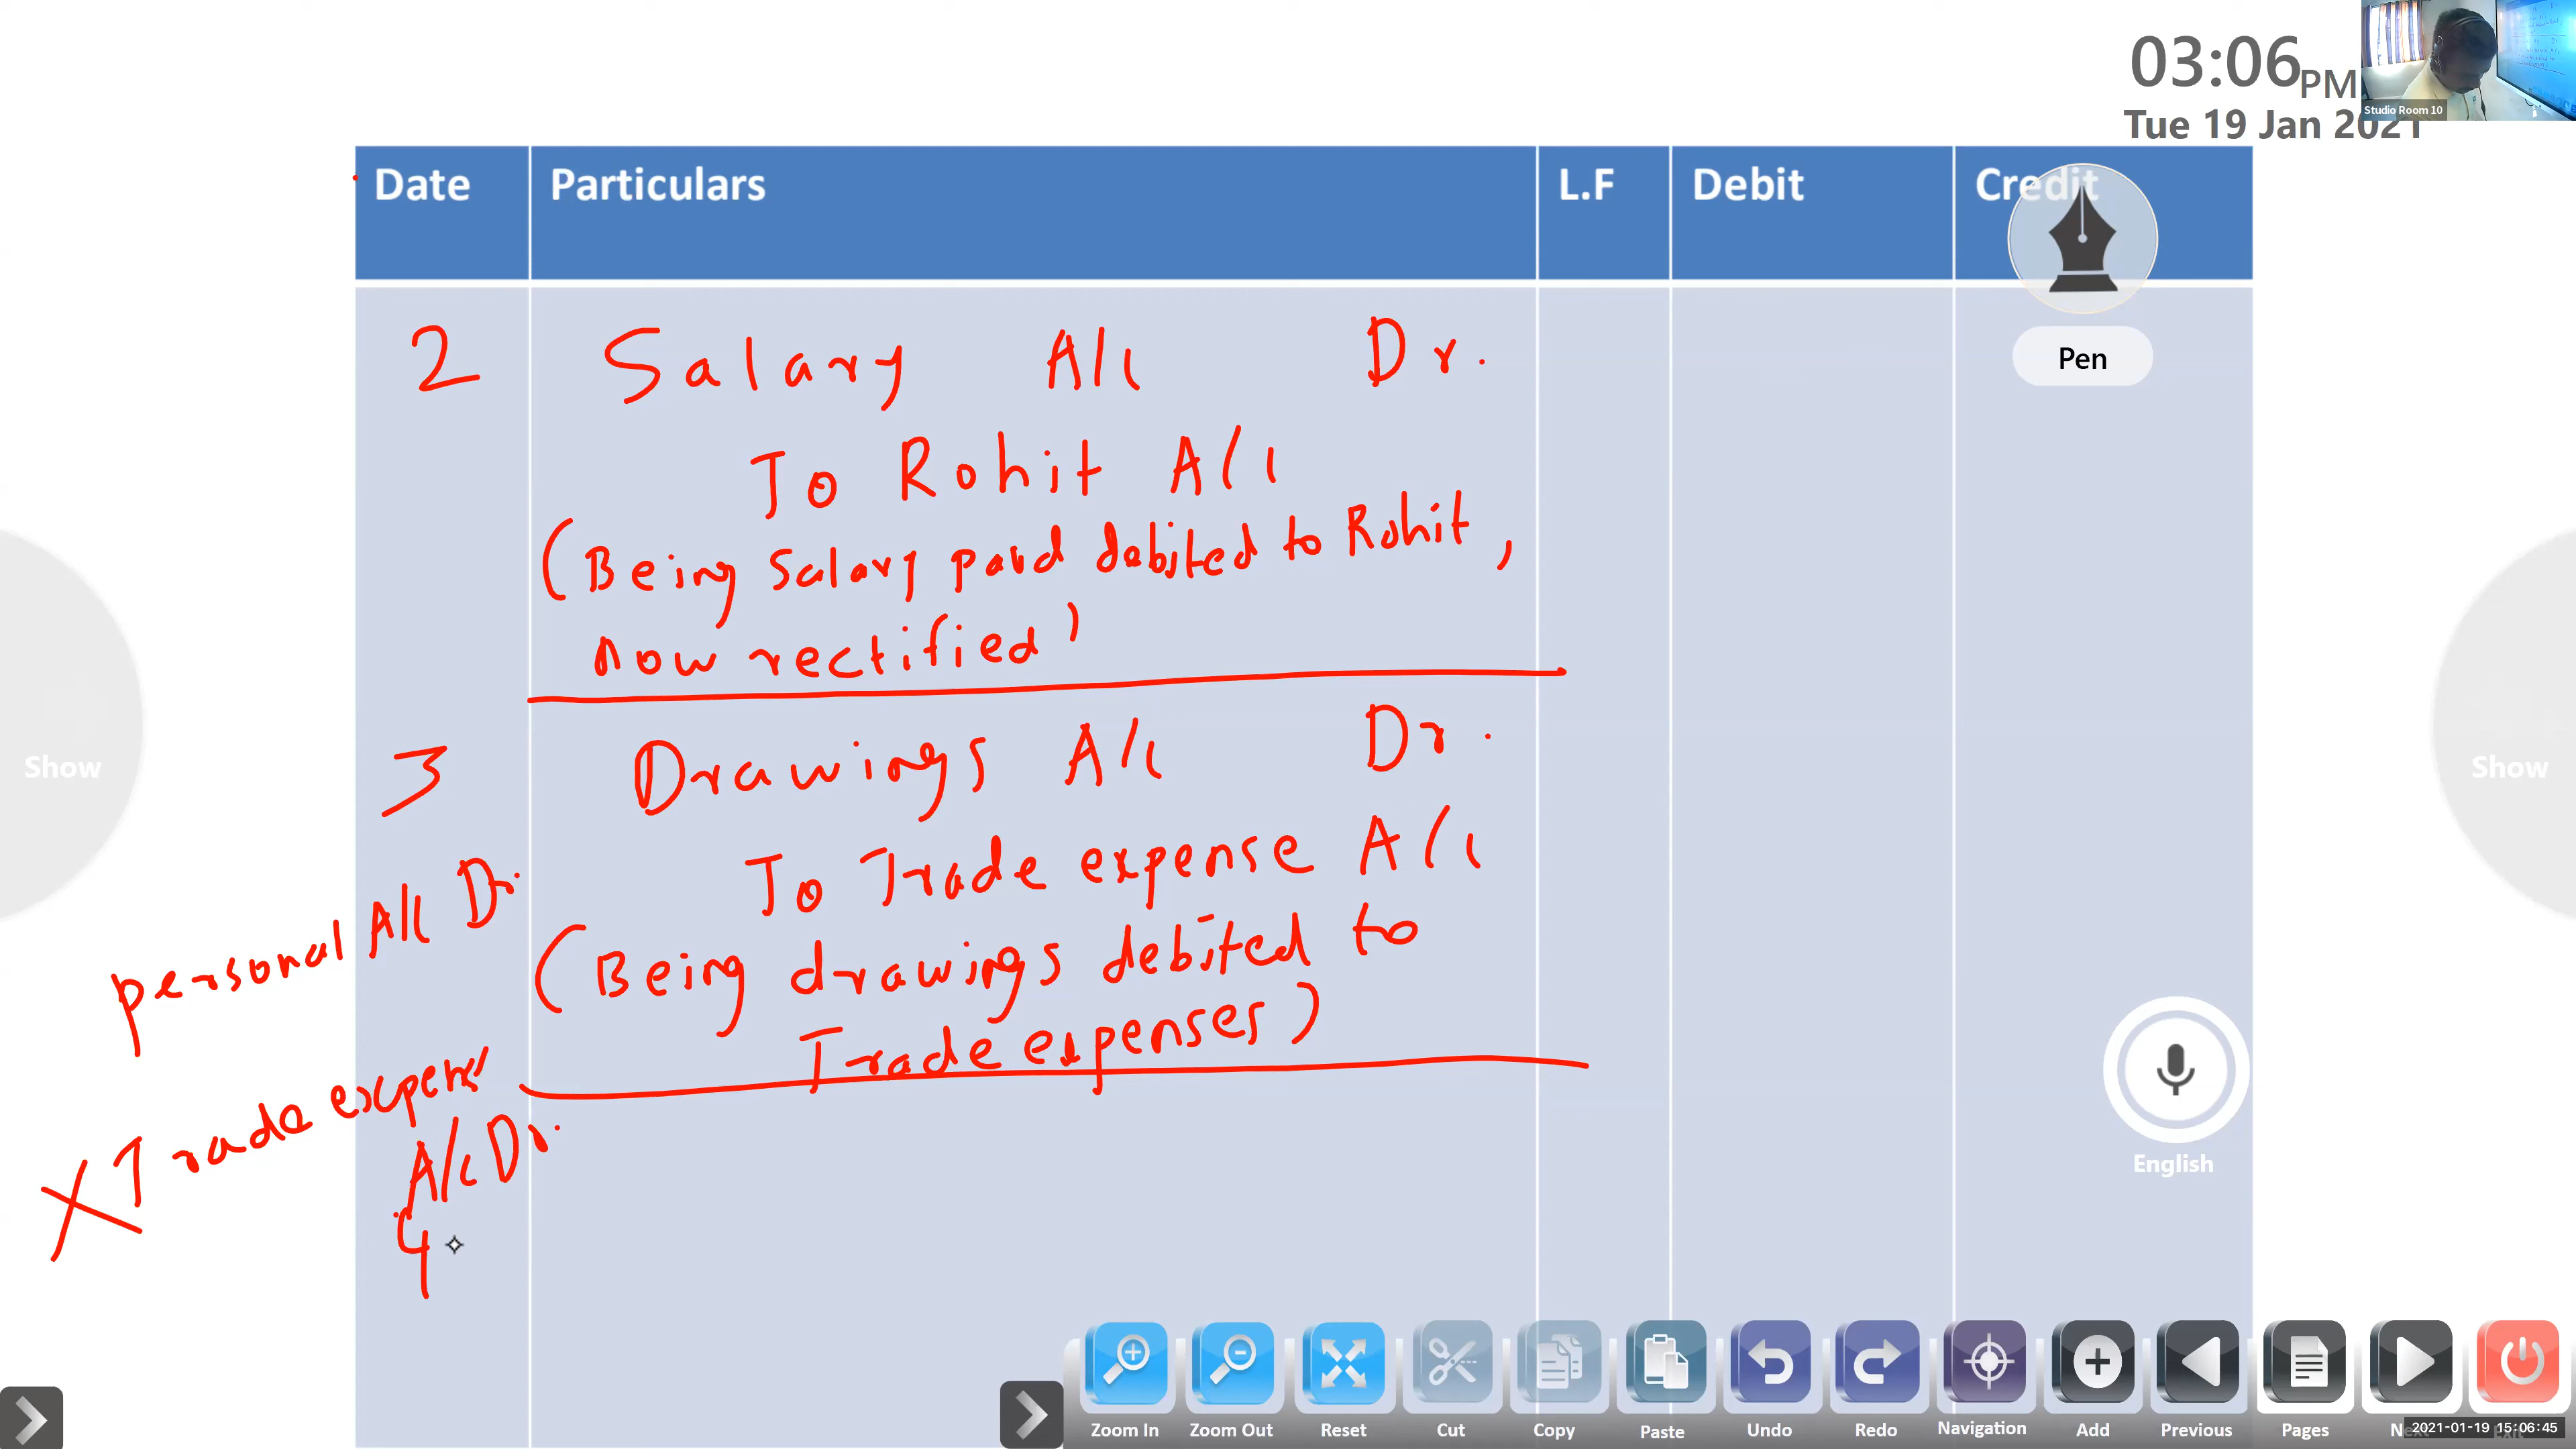 03:06 PM
Tue 19 Jan 2021
Studio Room 10
Date Particulars L.F Debit Credit
Pen
2 Salary A/c Dr.
To Rohit A/c
(Being salary paid debited to Rohit,
now rectified)
3 Drawings A/c Dr.
To Trade expense A/c
(Being drawings debited to
Trade expenses)
personal A/c Dr.
X Trade expenses
A/c Dr.
4
Show
Show
English
Zoom In Zoom Out Reset Cut Copy Paste Undo Redo Navigation Add Previous Pages
2021-01-19 15:06:45